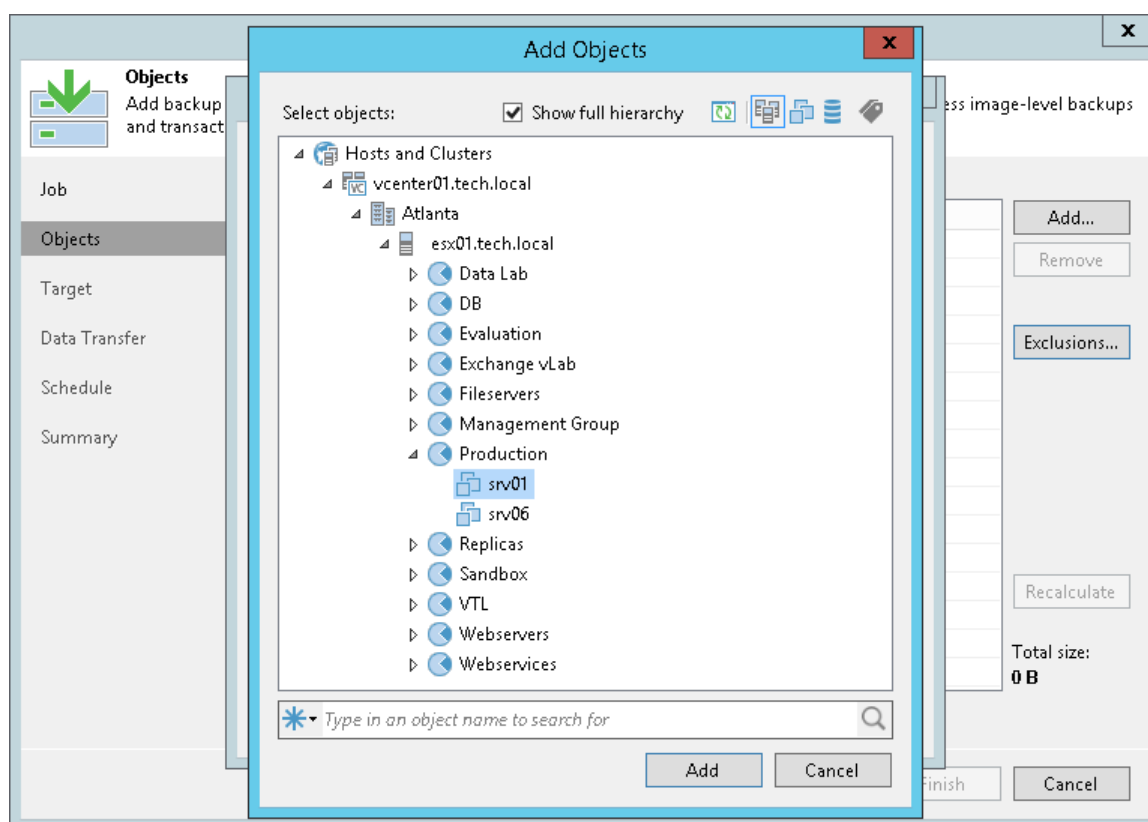 x
Add Objects
x
Objects
Add backup
and transact
ess image-level backups
Select objects:
Show full hierarchy
Hosts and Clusters
VC
vcenter01.tech.local
Atlanta
esx01.tech.local
Data Lab
DB
Evaluation
Exchange vLab
Fileservers
Management Group
Production
srv01
srv06
Replicas
Sandbox
VTL
Webservers
Webservices
Type in an object name to search for
Add
Cancel
Job
Objects
Target
Data Transfer
Schedule
Summary
Add...
Remove
Exclusions...
Recalculate
Total size:
0 B
Finish
Cancel